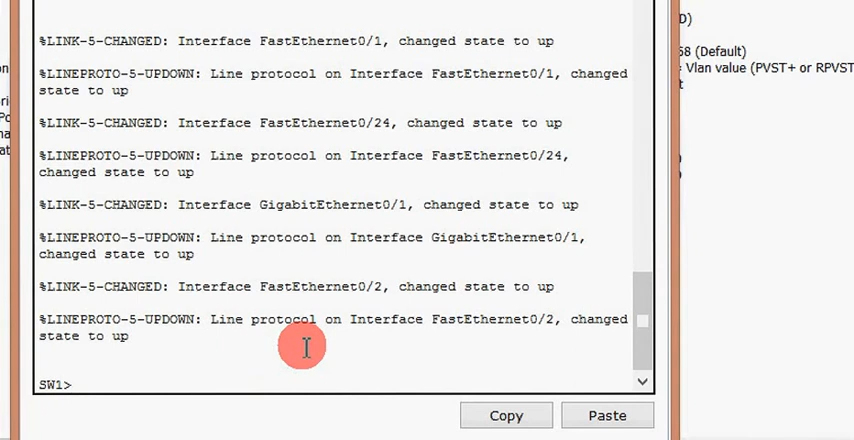 %LINK-5-CHANGED: Interface FastEthernet0/1, changed state to up
%LINEPROTO-5-UPDOWN: Line protocol on Interface FastEthernet0/1, changed
state to up
%LINK-5-CHANGED: Interface FastEthernet0/24, changed state to up
%LINEPROTO-5-UPDOWN: Line protocol on Interface FastEthernet0/24,
changed state to up
%LINK-5-CHANGED: Interface GigabitEthernet0/1, changed state to up
%LINEPROTO-5-UPDOWN: Line protocol on Interface GigabitEthernet0/1,
changed state to up
%LINK-5-CHANGED: Interface FastEthernet0/2, changed state to up
%LINEPROTO-5-UPDOWN: Line protocol on Interface FastEthernet0/2, changed
state to up
SW1>
Copy
Paste
D)
68 (Default)
Vlan value (PVST+ or RPVST